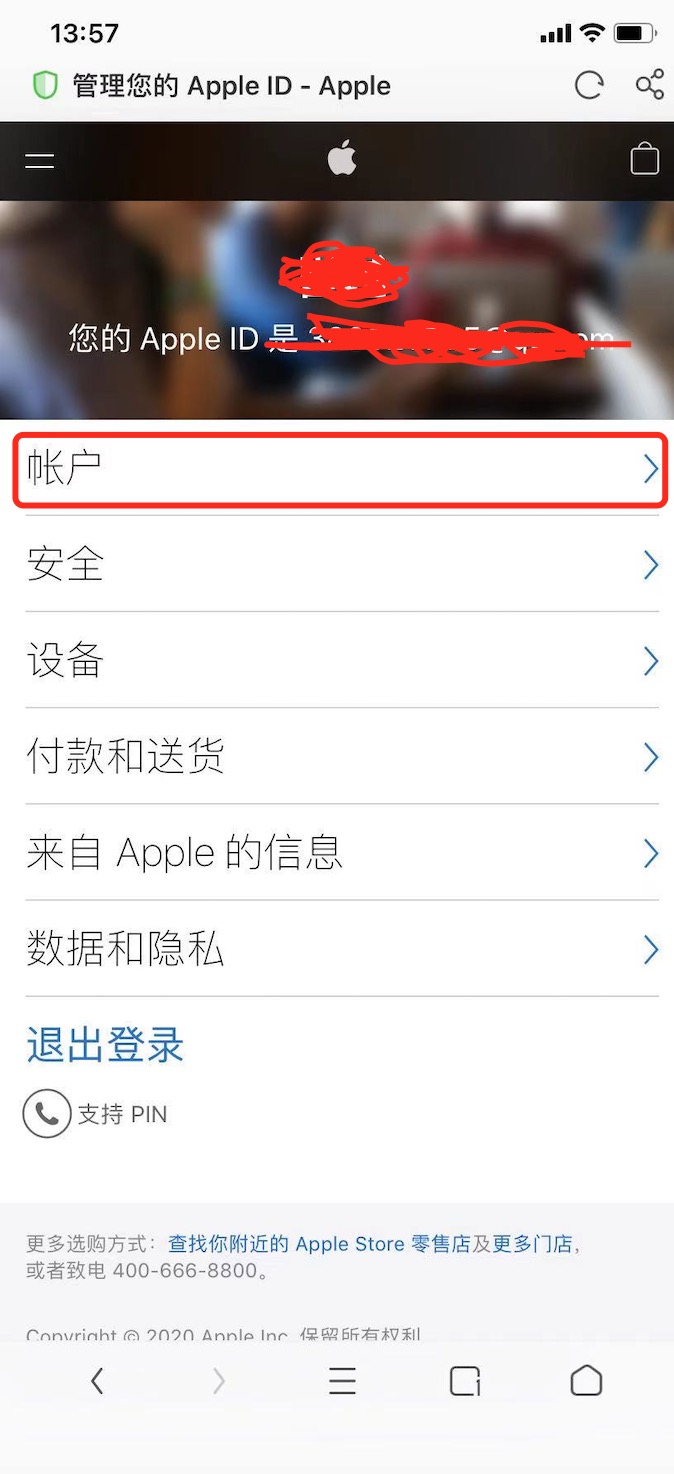 13:57
管理您的 Apple ID - Apple
您的 Apple ID 是
帐户
安全
设备
付款和送货
来自 Apple 的信息
数据和隐私
退出登录
支持 PIN
更多选购方式：查找你附近的 Apple Store 零售店及更多门店，
或者致电 400-666-8800。
Copyright © 2020 Apple Inc. 保留所有权利